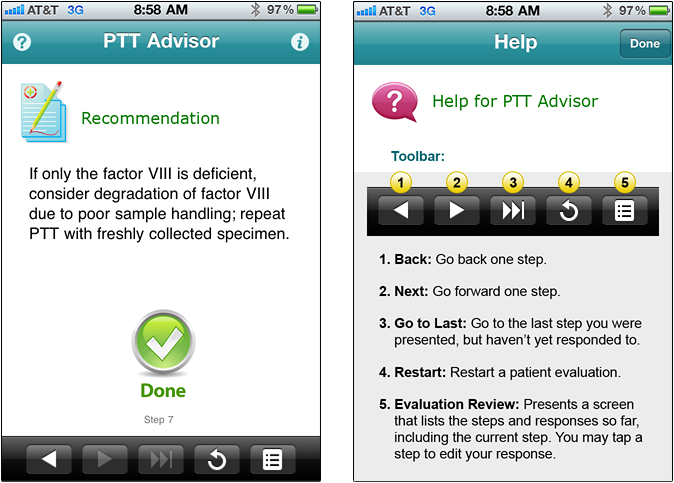 AT&T 3G 8:58 AM 97%
? PTT Advisor i
Recommendation
If only the factor VIII is deficient,
consider degradation of factor VIII
due to poor sample handling; repeat
PTT with freshly collected specimen.
Done
Step 7
AT&T 3G 8:58 AM 97%
Help Done
? Help for PTT Advisor
Toolbar:
1 2 3 4 5
1. Back: Go back one step.
2. Next: Go forward one step.
3. Go to Last: Go to the last step you were
presented, but haven't yet responded to.
4. Restart: Restart a patient evaluation.
5. Evaluation Review: Presents a screen
that lists the steps and responses so far,
including the current step. You may tap a
step to edit your response.